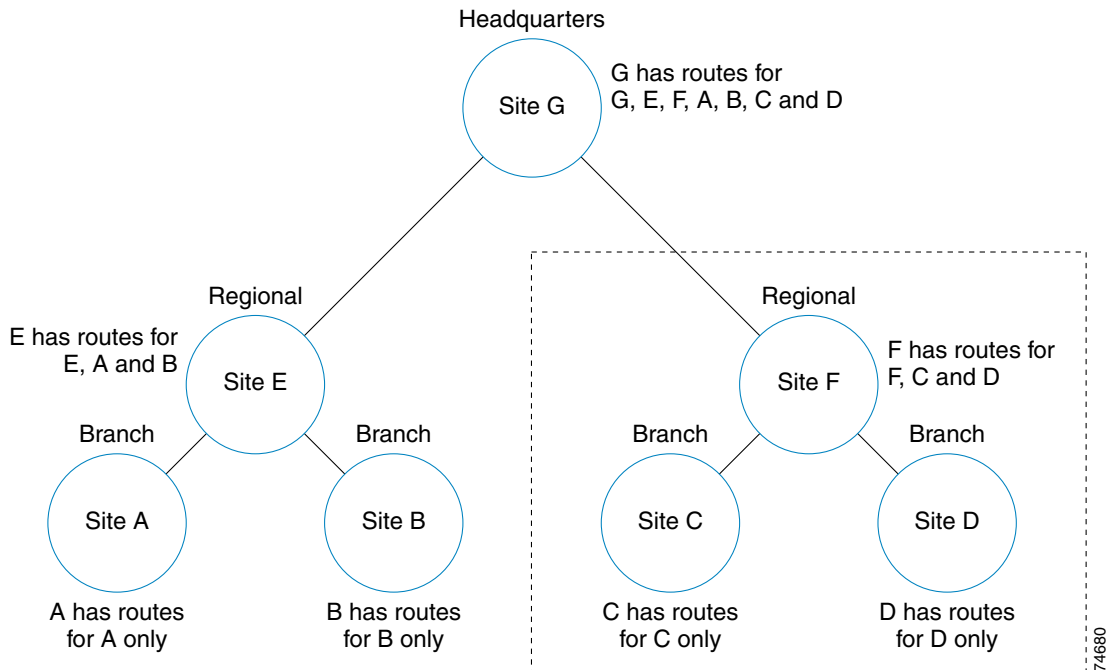 Headquarters
Site G
G has routes for
G, E, F, A, B, C and D
Regional
E has routes for
E, A and B
Site E
Regional
Site F
F has routes for
F, C and D
Branch
Site A
A has routes
for A only
Branch
Site B
B has routes
for B only
Branch
Site C
C has routes
for C only
Branch
Site D
D has routes
for D only
74680